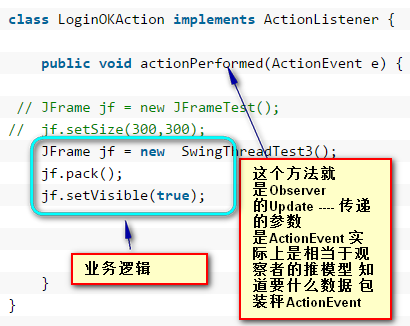 class LoginOKAction implements ActionListener {
public void actionPerformed(ActionEvent e) {
// JFrame jf = new JFrameTest();
// jf.setSize(300,300);
JFrame jf = new SwingThreadTest3();
jf.pack();
jf.setVisible(true);
}
}
业务逻辑
这个方法就
是Observer
的Update ---- 传递
的参数
是ActionEvent 实
际上是相当于观
察者的推模型 知
道要什么数据 包
装秤ActionEvent